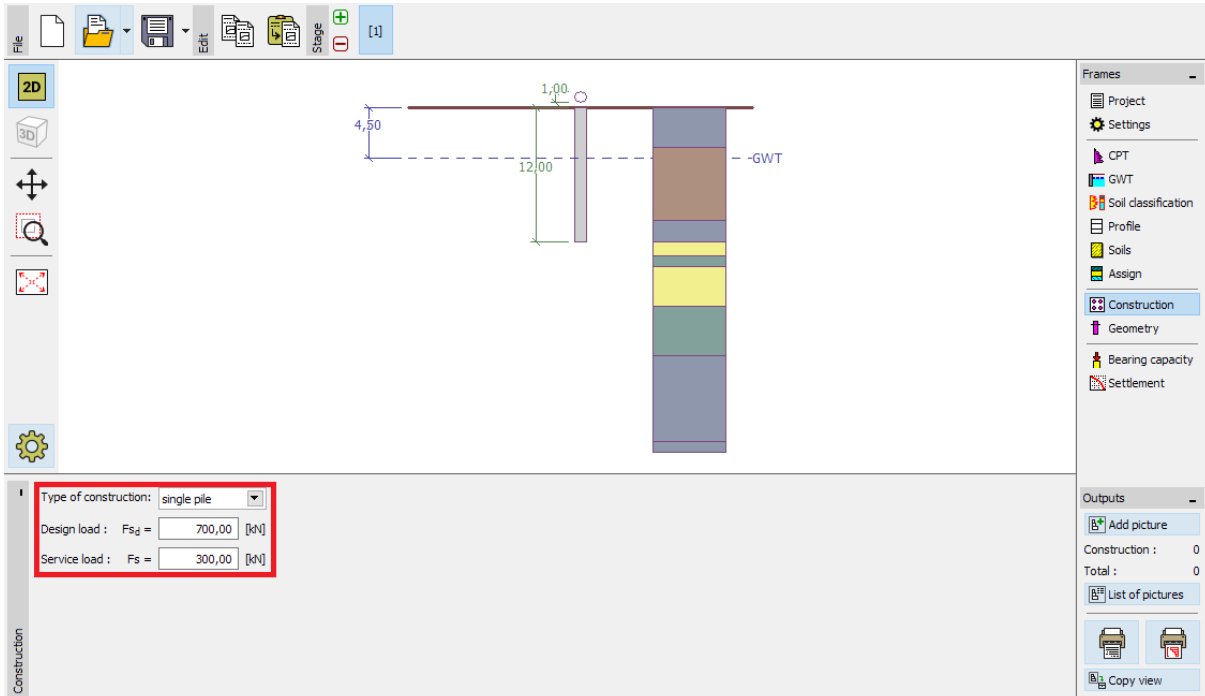 File
Edit
Stage
[1]
2D
3D
1,00
4,50
12,00
GWT
Frames
Project
Settings
CPT
GWT
Soil classification
Profile
Soils
Assign
Construction
Geometry
Bearing capacity
Settlement
Construction
Type of construction: single pile
Design load : Fsd = 700,00 [kN]
Service load : Fs = 300,00 [kN]
Outputs
Add picture
Construction : 0
Total : 0
List of pictures
Copy view